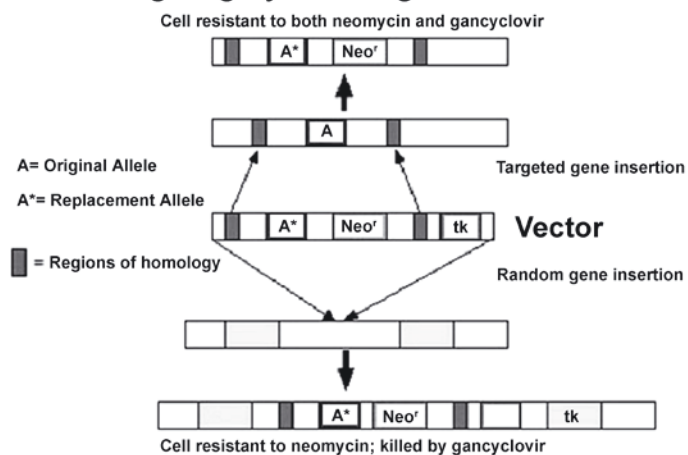 Cell resistant to both neomycin and gancyclovir
A* Neoʳ
A
A= Original Allele
Targeted gene insertion
A*= Replacement Allele
A* Neoʳ tk Vector
= Regions of homology
Random gene insertion
A* Neoʳ tk
Cell resistant to neomycin; killed by gancyclovir